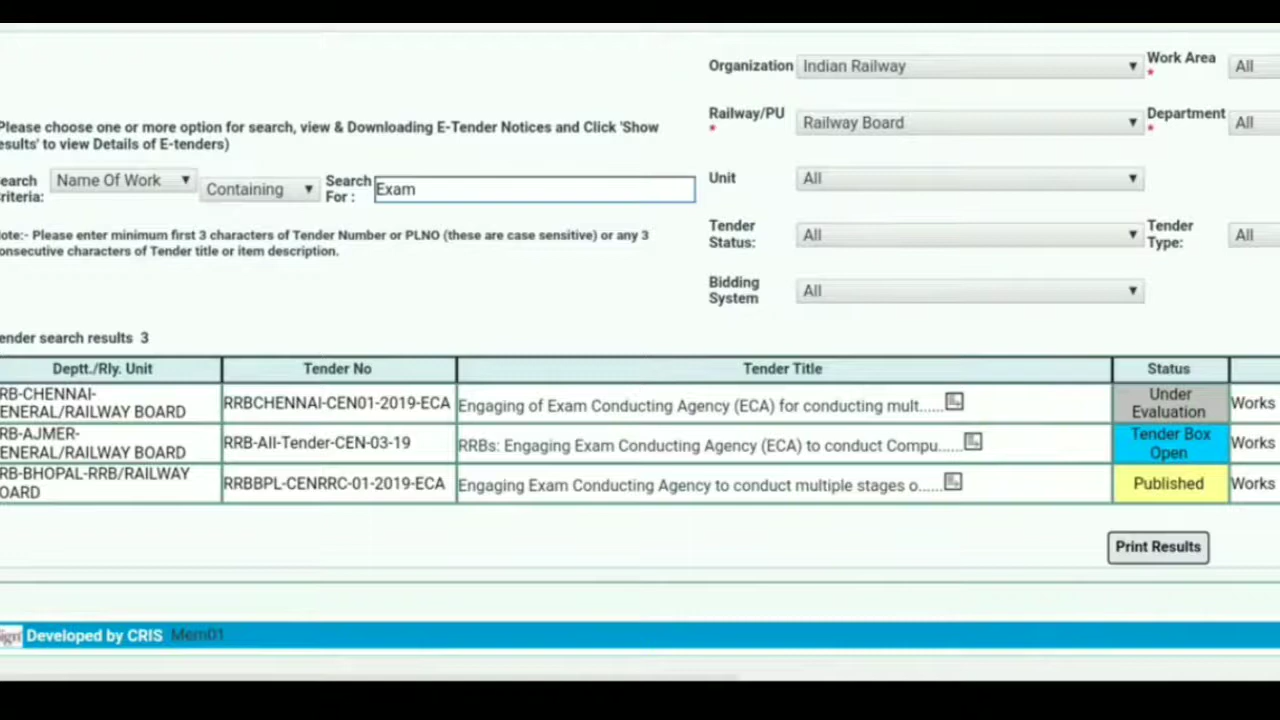 Organization Indian Railway ▼ Work Area * All
Railway/PU * Railway Board ▼ Department * All
Please choose one or more option for search, view & Downloading E-Tender Notices and Click 'Show
esults' to view Details of E-tenders)
earch Criteria: Name Of Work ▼ Containing ▼ Search For : Exam
Unit All ▼
ote:- Please enter minimum first 3 characters of Tender Number or PLNO (these are case sensitive) or any 3
onsecutive characters of Tender title or item description.
Tender Status: All ▼ Tender Type: All
Bidding System All ▼
ender search results 3
Deptt./Rly. Unit Tender No Tender Title Status
RB-CHENNAI-
ENERAL/RAILWAY BOARD RRBCHENNAI-CEN01-2019-ECA Engaging of Exam Conducting Agency (ECA) for conducting mult...... Under Evaluation Works
RB-AJMER-
ENERAL/RAILWAY BOARD RRB-All-Tender-CEN-03-19 RRBs: Engaging Exam Conducting Agency (ECA) to conduct Compu...... Tender Box Open Works
RB-BHOPAL-RRB/RAILWAY
OARD RRBBPL-CENRRC-01-2019-ECA Engaging Exam Conducting Agency to conduct multiple stages o...... Published Works
Print Results
Developed by CRIS Mem01